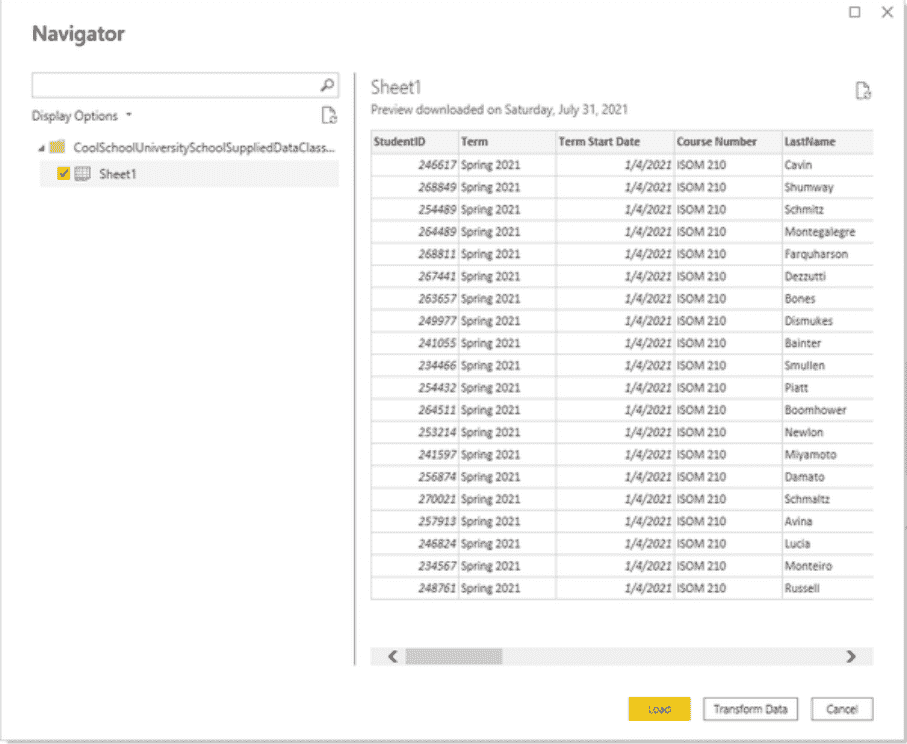 Navigator
Display Options
CoolSchoolUniversitySchoolSuppliedDataClass...
Sheet1
Sheet1
Preview downloaded on Saturday, July 31, 2021
StudentID Term Term Start Date Course Number LastName
246617 Spring 2021 1/4/2021 ISOM 210 Cavin
268849 Spring 2021 1/4/2021 ISOM 210 Shumway
254489 Spring 2021 1/4/2021 ISOM 210 Schmitz
264489 Spring 2021 1/4/2021 ISOM 210 Montegalegre
268811 Spring 2021 1/4/2021 ISOM 210 Farquharson
267441 Spring 2021 1/4/2021 ISOM 210 Dezzutti
263657 Spring 2021 1/4/2021 ISOM 210 Bones
249977 Spring 2021 1/4/2021 ISOM 210 Dismukes
241055 Spring 2021 1/4/2021 ISOM 210 Bainter
234466 Spring 2021 1/4/2021 ISOM 210 Smullen
254432 Spring 2021 1/4/2021 ISOM 210 Piatt
264511 Spring 2021 1/4/2021 ISOM 210 Boomhower
253214 Spring 2021 1/4/2021 ISOM 210 Newlon
241597 Spring 2021 1/4/2021 ISOM 210 Miyamoto
256874 Spring 2021 1/4/2021 ISOM 210 Damato
270021 Spring 2021 1/4/2021 ISOM 210 Schmaltz
257913 Spring 2021 1/4/2021 ISOM 210 Avina
246824 Spring 2021 1/4/2021 ISOM 210 Lucia
234567 Spring 2021 1/4/2021 ISOM 210 Monteiro
248761 Spring 2021 1/4/2021 ISOM 210 Russell
Load Transform Data Cancel